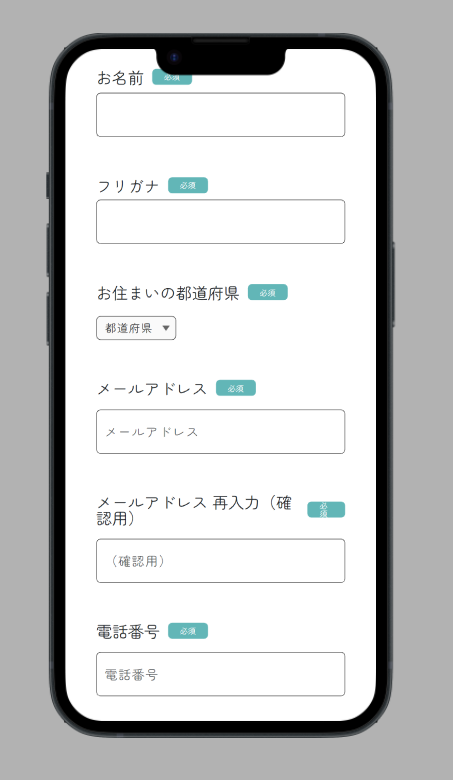 お名前 必須
フリガナ 必須
お住まいの都道府県 必須
都道府県
メールアドレス 必須
メールアドレス
メールアドレス 再入力（確
認用） 必須
（確認用）
電話番号 必須
電話番号